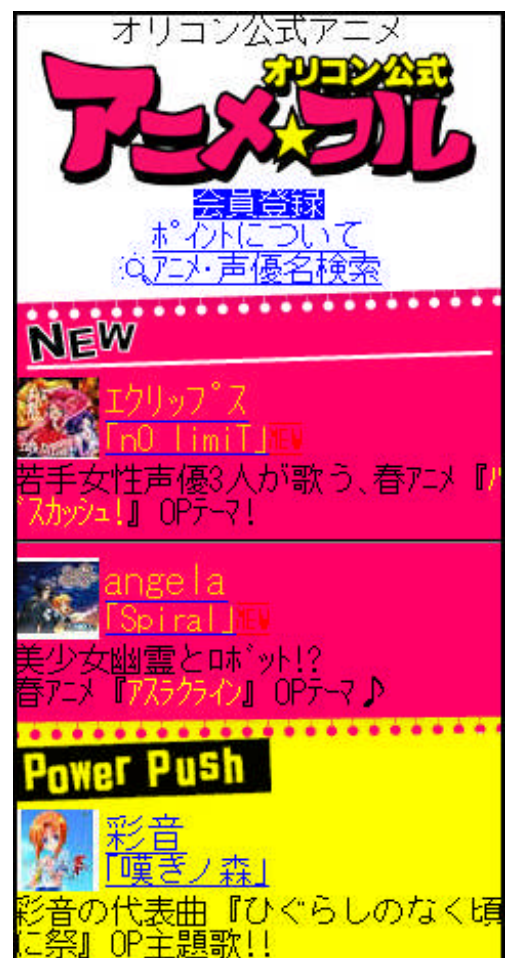 オリコン公式アニメ
オリコン公式
アニメ★フル
会員登録
ポイントについて
アニメ・声優名検索
NEW
エクリップス
「nO limiT」NEW
若手女性声優3人が歌う、春アニメ『バ
スカッシュ!』 OPテーマ!
angela
「Spiral」NEW
美少女幽霊とロボット!?
春アニメ『アスラクライン』 OPテーマ♪
Power Push
彩音
「嘆きノ森」
彩音の代表曲『ひぐらしのなく頃
に祭』 OP主題歌!!